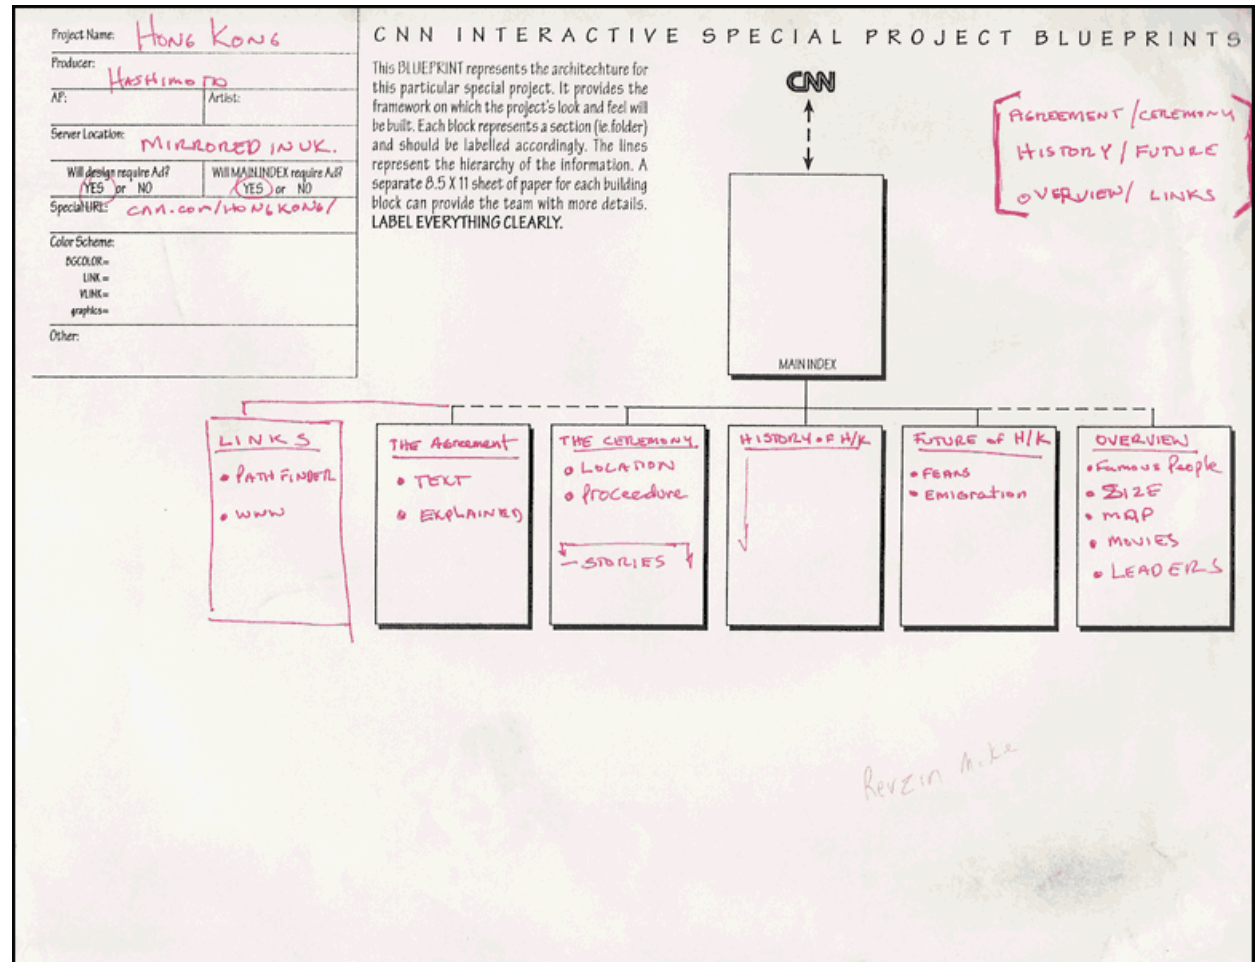 Project Name: HONG KONG
Producer: HASHIMOTO
AP:
Artist:
Server Location: MIRRORED IN UK.
Will design require Ad?
YES or NO
Will MAIN INDEX require Ad?
YES or NO
Special URL: cnn.com/HONGKONG/
Color Scheme:
BGCOLOR=
LINK=
VLINK=
graphics=
Other:
CNN INTERACTIVE SPECIAL PROJECT BLUEPRINTS
This BLUEPRINT represents the architechture for
this particular special project. It provides the
framework on which the project's look and feel will
be built. Each block represents a section (ie.folder)
and should be labelled accordingly. The lines
represent the hierarchy of the information. A
separate 8.5 X 11 sheet of paper for each building
block can provide the team with more details.
LABEL EVERYTHING CLEARLY.
CNN
AGREEMENT / CEREMONY
HISTORY / FUTURE
OVERVIEW / LINKS
MAIN INDEX
LINKS
• PATHFINDER
• WWW
THE AGREEMENT
• TEXT
• EXPLAINED
THE CEREMONY
• LOCATION
• PROCEEDURE
– STORIES
HISTORY OF H/K
FUTURE of H/K
• FEARS
• EMIGRATION
OVERVIEW
• Famous People
• SIZE
• MAP
• MOVIES
• LEADERS
Revzin Mike